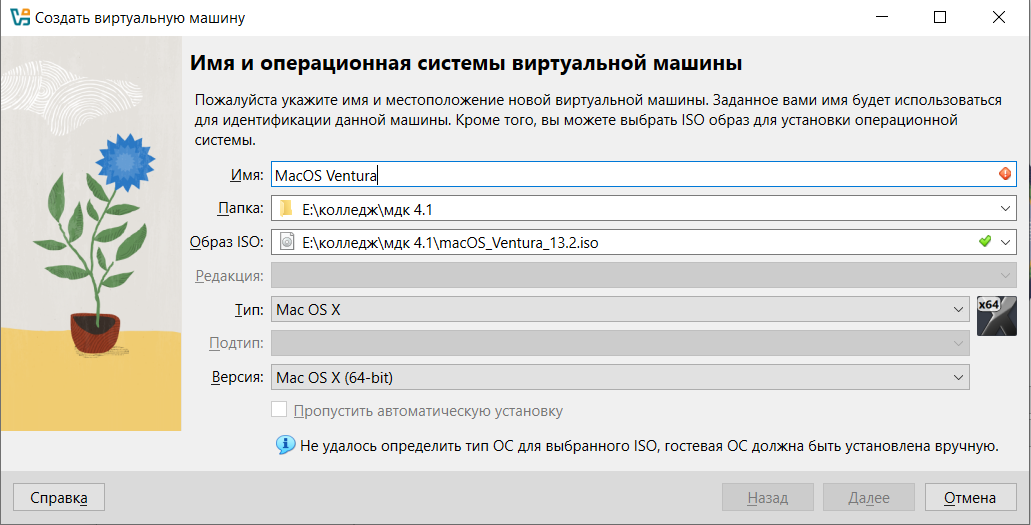 Создать виртуальную машину
Имя и операционная системы виртуальной машины
Пожалуйста укажите имя и местоположение новой виртуальной машины. Заданное вами имя будет использоваться
для идентификации данной машины. Кроме того, вы можете выбрать ISO образ для установки операционной
системы.
Имя: MacOS Ventura
Папка: E:\колледж\мдк 4.1
Образ ISO: E:\колледж\мдк 4.1\macOS_Ventura_13.2.iso
Редакция:
Тип: Mac OS X
x64
Подтип:
Версия: Mac OS X (64-bit)
Пропустить автоматическую установку
Не удалось определить тип ОС для выбранного ISO, гостевая ОС должна быть установлена вручную.
Справка Назад Далее Отмена